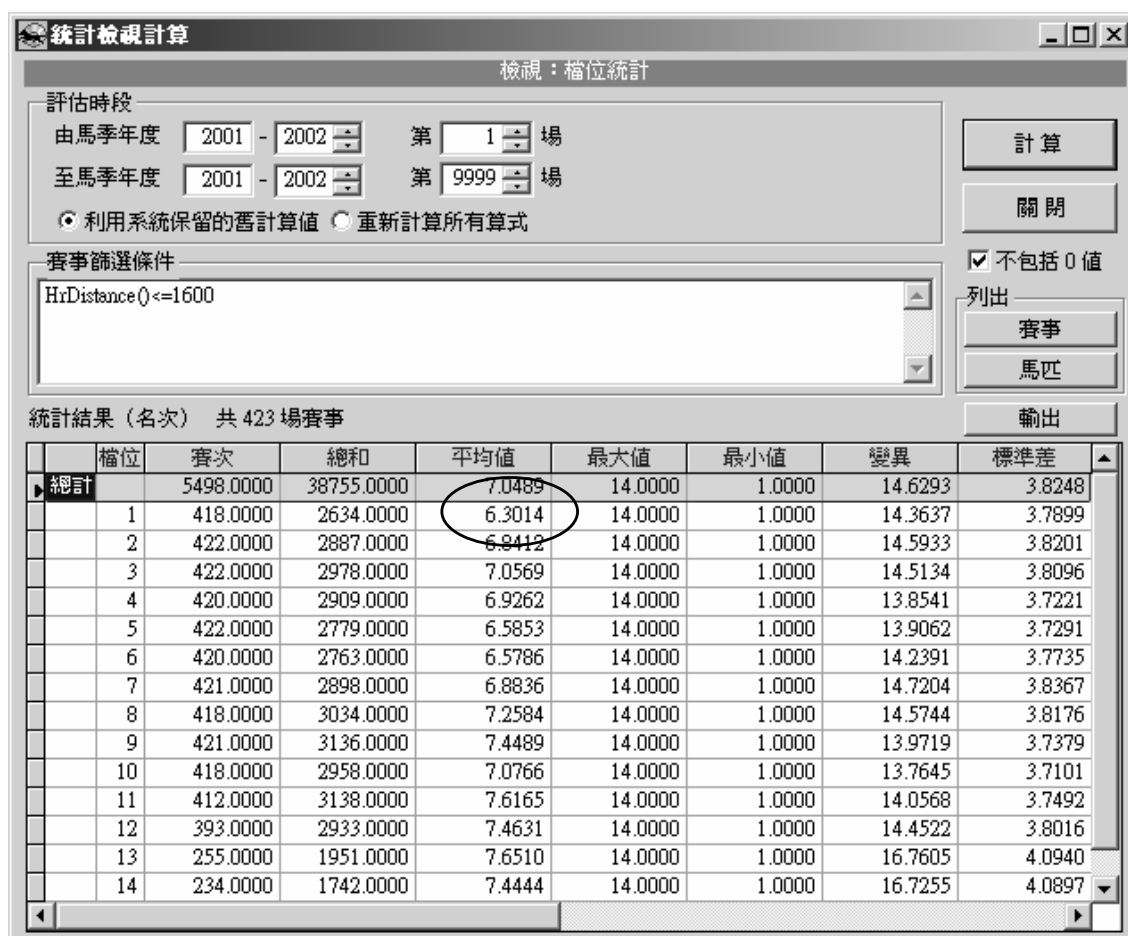 統計檢視計算
檢視：檔位統計
評估時段
由馬季年度 2001 - 2002 第 1 場
至馬季年度 2001 - 2002 第 9999 場
利用系統保留的舊計算值 重新計算所有算式
計算
關閉
不包括 0 值
賽事篩選條件
HrDistance()<=1600
列出
賽事
馬匹
統計結果（名次） 共 423 場賽事
輸出
檔位 賽次 總和 平均值 最大值 最小值 變異 標準差
總計 5498.0000 38755.0000 7.0489 14.0000 1.0000 14.6293 3.8248
1 418.0000 2634.0000 6.3014 14.0000 1.0000 14.3637 3.7899
2 422.0000 2887.0000 6.8412 14.0000 1.0000 14.5933 3.8201
3 422.0000 2978.0000 7.0569 14.0000 1.0000 14.5134 3.8096
4 420.0000 2909.0000 6.9262 14.0000 1.0000 13.8541 3.7221
5 422.0000 2779.0000 6.5853 14.0000 1.0000 13.9062 3.7291
6 420.0000 2763.0000 6.5786 14.0000 1.0000 14.2391 3.7735
7 421.0000 2898.0000 6.8836 14.0000 1.0000 14.7204 3.8367
8 418.0000 3034.0000 7.2584 14.0000 1.0000 14.5744 3.8176
9 421.0000 3136.0000 7.4489 14.0000 1.0000 13.9719 3.7379
10 418.0000 2958.0000 7.0766 14.0000 1.0000 13.7645 3.7101
11 412.0000 3138.0000 7.6165 14.0000 1.0000 14.0568 3.7492
12 393.0000 2933.0000 7.4631 14.0000 1.0000 14.4522 3.8016
13 255.0000 1951.0000 7.6510 14.0000 1.0000 16.7605 4.0940
14 234.0000 1742.0000 7.4444 14.0000 1.0000 16.7255 4.0897